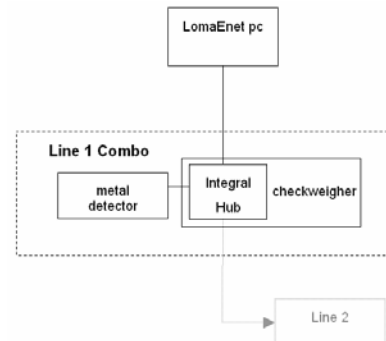 LomaEnet pc
Line 1 Combo
metal
detector
Integral
Hub
checkweigher
Line 2